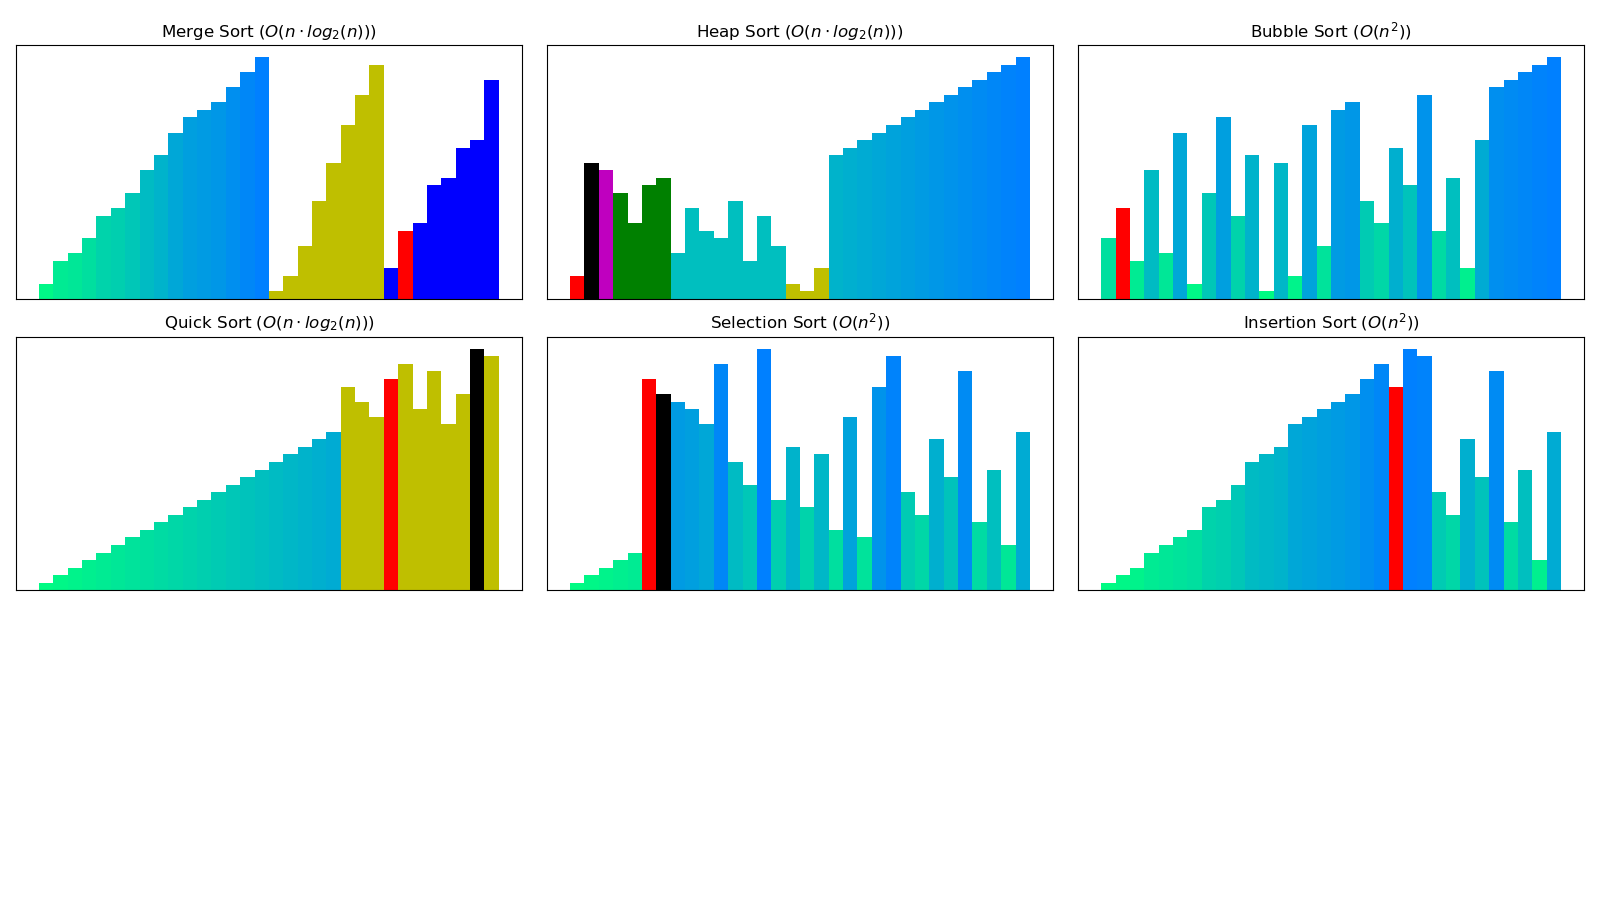 Merge Sort (O(n · log₂(n)))
Heap Sort (O(n · log₂(n)))
Bubble Sort (O(n²))
Quick Sort (O(n · log₂(n)))
Selection Sort (O(n²))
Insertion Sort (O(n²))